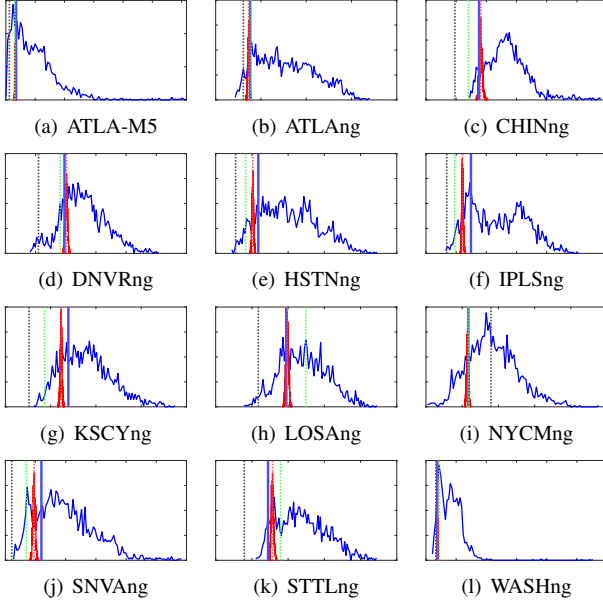 (a) ATLA-M5
(b) ATLAng
(c) CHINng
(d) DNVRng
(e) HSTNng
(f) IPLSng
(g) KSCYng
(h) LOSAng
(i) NYCMng
(j) SNVAng
(k) STTLng
(l) WASHng